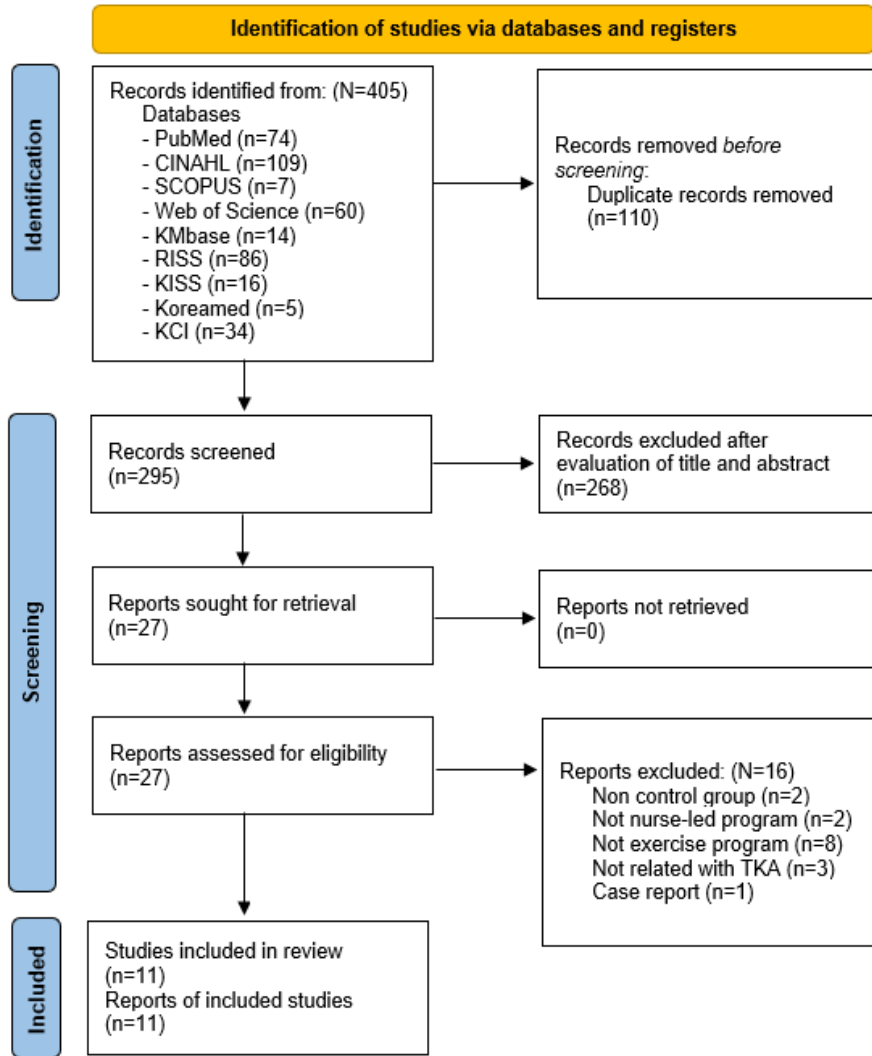 Identification of studies via databases and registers
Identification
Records identified from: (N=405)
Databases
- PubMed (n=74)
- CINAHL (n=109)
- SCOPUS (n=7)
- Web of Science (n=60)
- KMbase (n=14)
- RISS (n=86)
- KISS (n=16)
- Koreamed (n=5)
- KCI (n=34)
Records removed before
screening:
Duplicate records removed
(n=110)
Screening
Records screened
(n=295)
Records excluded after
evaluation of title and abstract
(n=268)
Reports sought for retrieval
(n=27)
Reports not retrieved
(n=0)
Reports assessed for eligibility
(n=27)
Reports excluded: (N=16)
Non control group (n=2)
Not nurse-led program (n=2)
Not exercise program (n=8)
Not related with TKA (n=3)
Case report (n=1)
Included
Studies included in review
(n=11)
Reports of included studies
(n=11)